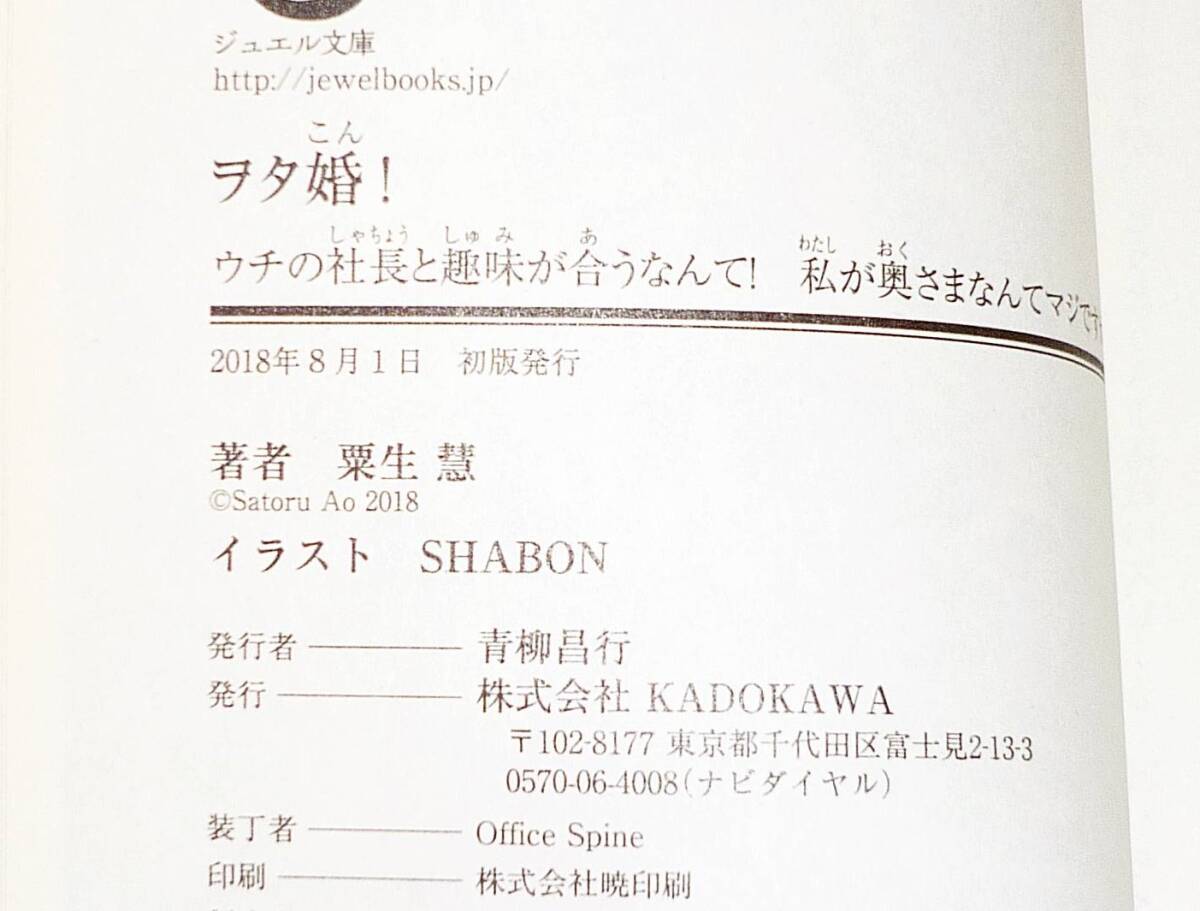 ジュエル文庫
http://jewelbooks.jp/
こん
ヲタ婚！
しゃちょう しゅ み あ わたし おく
ウチの社長と趣味が合うなんて！ 私が奥さまなんてマジです
2018年８月１日 初版発行
著者 粟生 慧
©Satoru Ao 2018
イラスト SHABON
発行者 青柳昌行
発行 株式会社 KADOKAWA
〒102-8177 東京都千代田区富士見2-13-3
0570-06-4008（ナビダイヤル）
装丁者 Office Spine
印刷 株式会社暁印刷